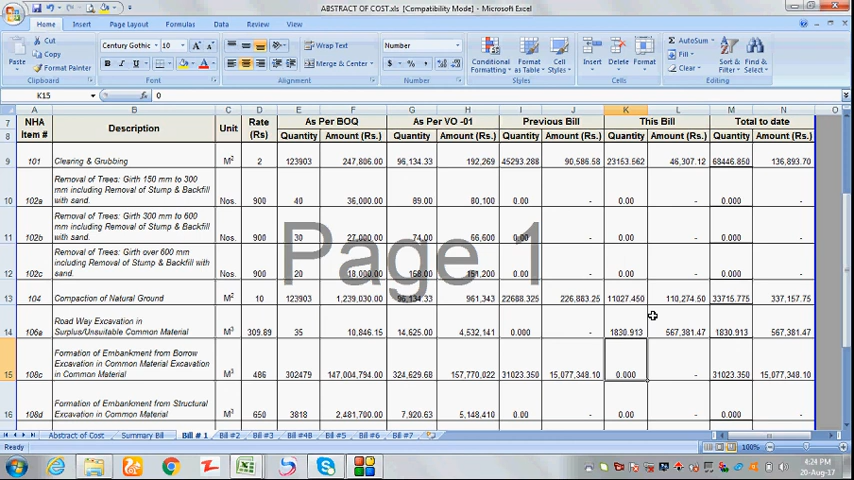 ABSTRACT OF COST.xls [Compatibility Mode] - Microsoft Excel
Home Insert Page Layout Formulas Data Review View
Cut
Copy
Format Painter
Paste
Clipboard
Century Gothic 10
B I U
Font
Wrap Text
Merge & Center
Alignment
Number
$ % ,
Number
Conditional Formatting
Format as Table
Cell Styles
Styles
Insert Delete Format
Cells
AutoSum
Fill
Clear
Sort & Filter
Find & Select
Editing
K15 0
A B C D E F G H I J K L M N O
7 NHA Item # Description Unit Rate (Rs) As Per BOQ As Per VO -01 Previous Bill This Bill Total to date
8 Quantity Amount (Rs.) Quantity Amount (Rs.) Quantity Amount (Rs.) Quantity Amount (Rs.) Quantity Amount (Rs.)
9 101 Clearing & Grubbing M2 2 123903 247,806.00 96,134.33 192,269 45293.288 90,586.58 23153.562 46,307.12 68446.850 136,893.70
10 102a Removal of Trees: Girth 150 mm to 300 mm including Removal of Stump & Backfill with sand. Nos. 900 40 36,000.00 89.00 80,100 0.00 - 0.00 - 0.000 -
11 102b Removal of Trees: Girth 300 mm to 600 mm including Removal of Stump & Backfill with sand. Nos. 900 30 27,000.00 74.00 66,600 0.00 - 0.00 - 0.000 -
12 102c Removal of Trees: Girth over 600 mm including Removal of Stump & Backfill with sand. Nos. 900 20 18,000.00 168.00 151,200 0.00 - 0.00 - 0.000 -
13 104 Compaction of Natural Ground M2 10 123903 1,239,030.00 96,134.33 961,343 22688.325 226,883.25 11027.450 110,274.50 33715.775 337,157.75
14 106a Road Way Excavation in Surplus/Unsuitable Common Material M3 309.89 35 10,846.15 14,625.00 4,532,141 0.000 - 1830.913 567,381.47 1830.913 567,381.47
15 108c Formation of Embankment from Borrow Excavation in Common Material Excavation in Common Material M3 486 302479 147,004,794.00 324,629.68 157,770,022 31023.350 15,077,348.10 0.000 - 31023.350 15,077,348.10
16 108d Formation of Embankment from Structural Excavation in Common Material M3 650 3818 2,481,700.00 7,920.63 5,148,410 0.00 - 0.00 - 0.000 -
Page 1
Abstract of Cost Summary Bill Bill # 1 Bill #2 Bill #3 Bill #4B Bill #5 Bill #6 Bill #7
Ready 100%
4:24 PM
20-Aug-17